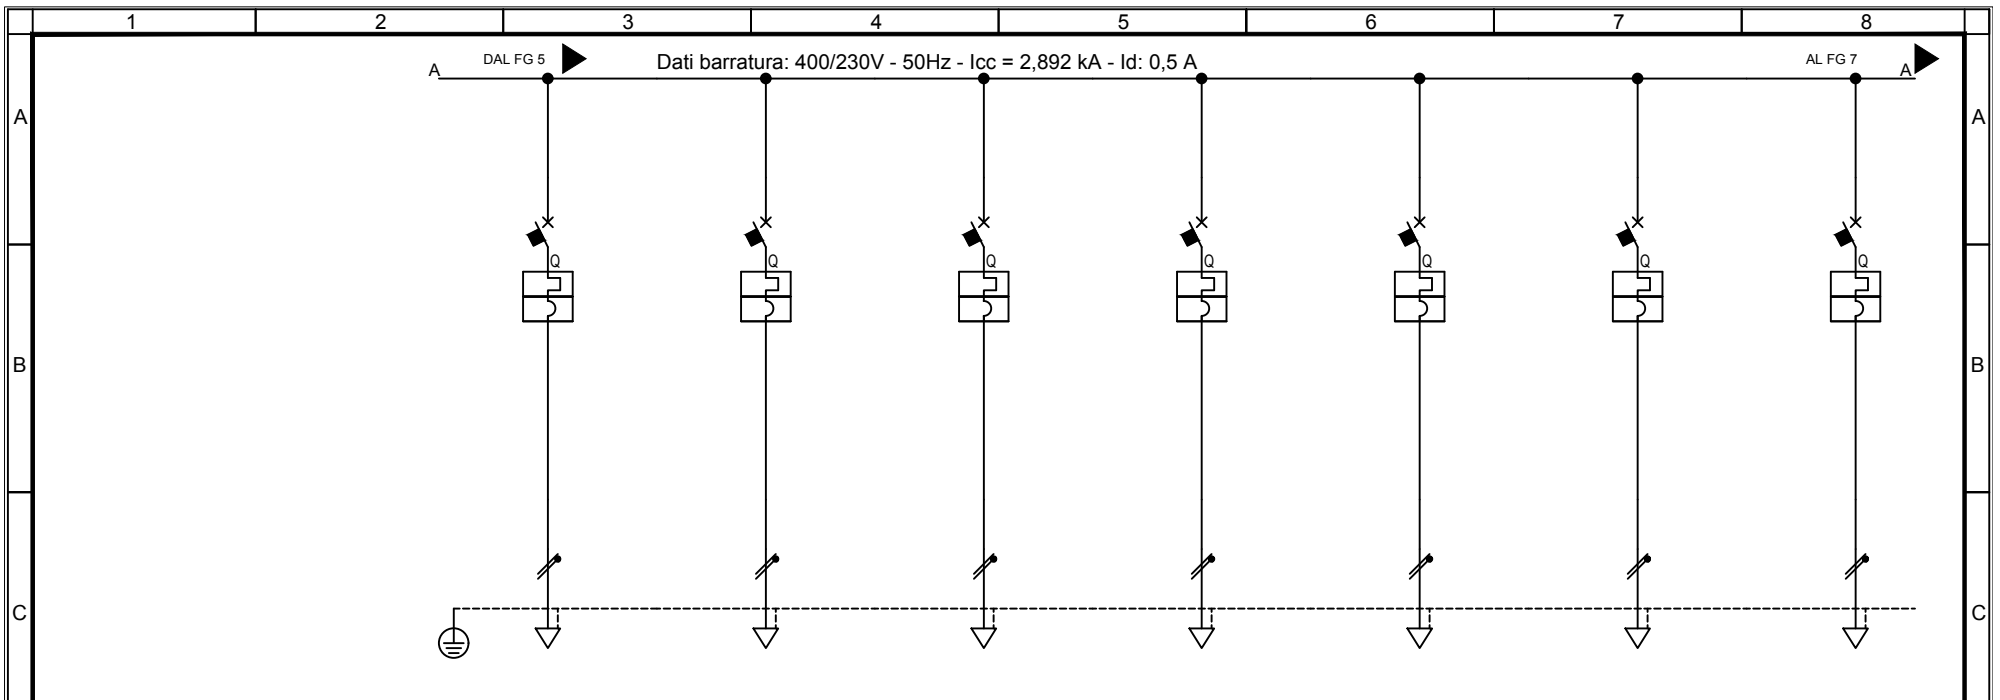 1 2 3 4 5 6 7 8
DAL FG 5 Dati barratura: 400/230V - 50Hz - Icc = 2,892 kA - Id: 0,5 A AL FG 7
A A
A A
Q Q Q Q Q Q Q
B B
C C